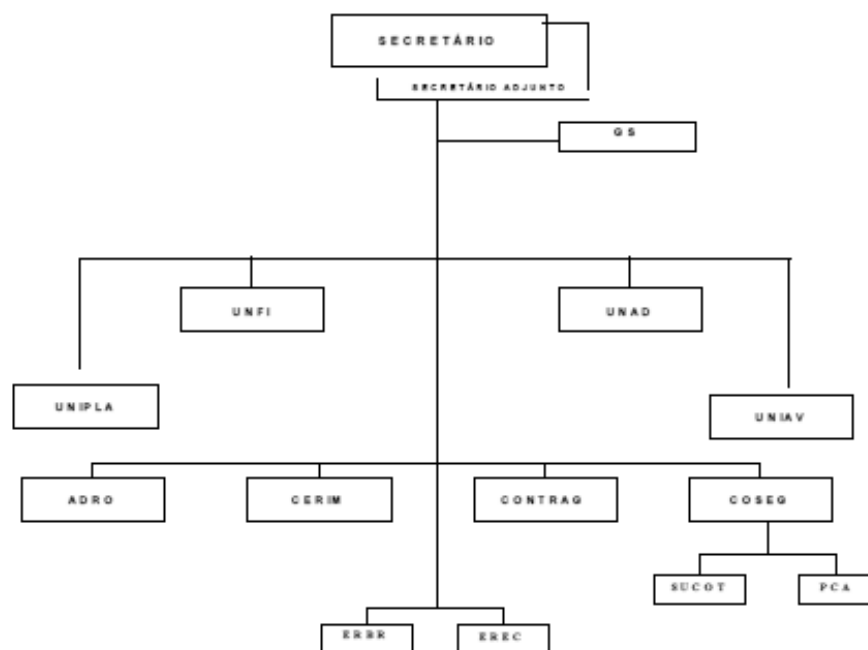 SECRETÁRIO
SECRETÁRIO ADJUNTO
GS
UNFI
UNAD
UNIPLA
UNIAV
ADRO
CERIM
CONTRAG
COSEG
SUCOT
PCA
ERBR
EREC